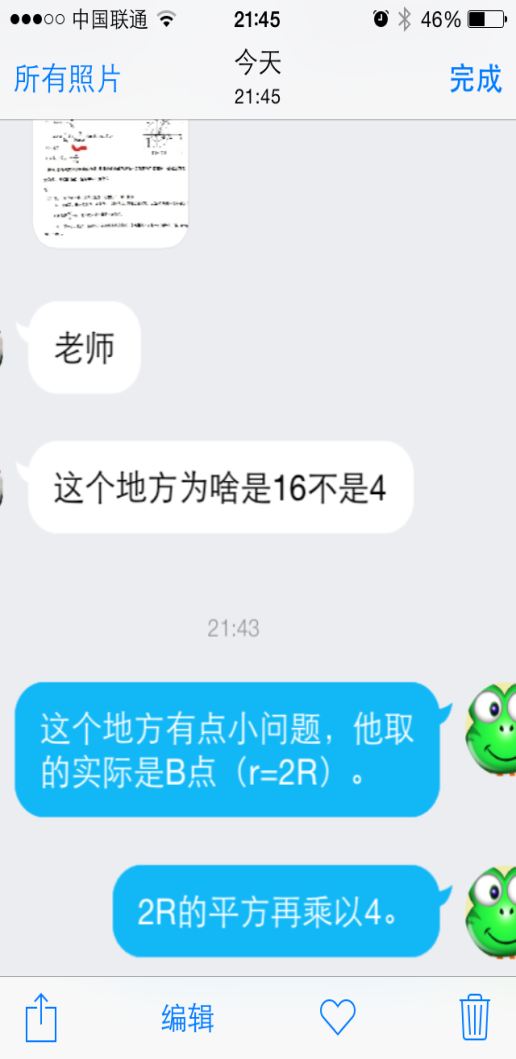 中国联通
21:45
46%
所有照片
今天
21:45
完成
老师
这个地方为啥是16不是4
21:43
这个地方有点小问题，他取
的实际是B点（r=2R）。
2R的平方再乘以4。
编辑